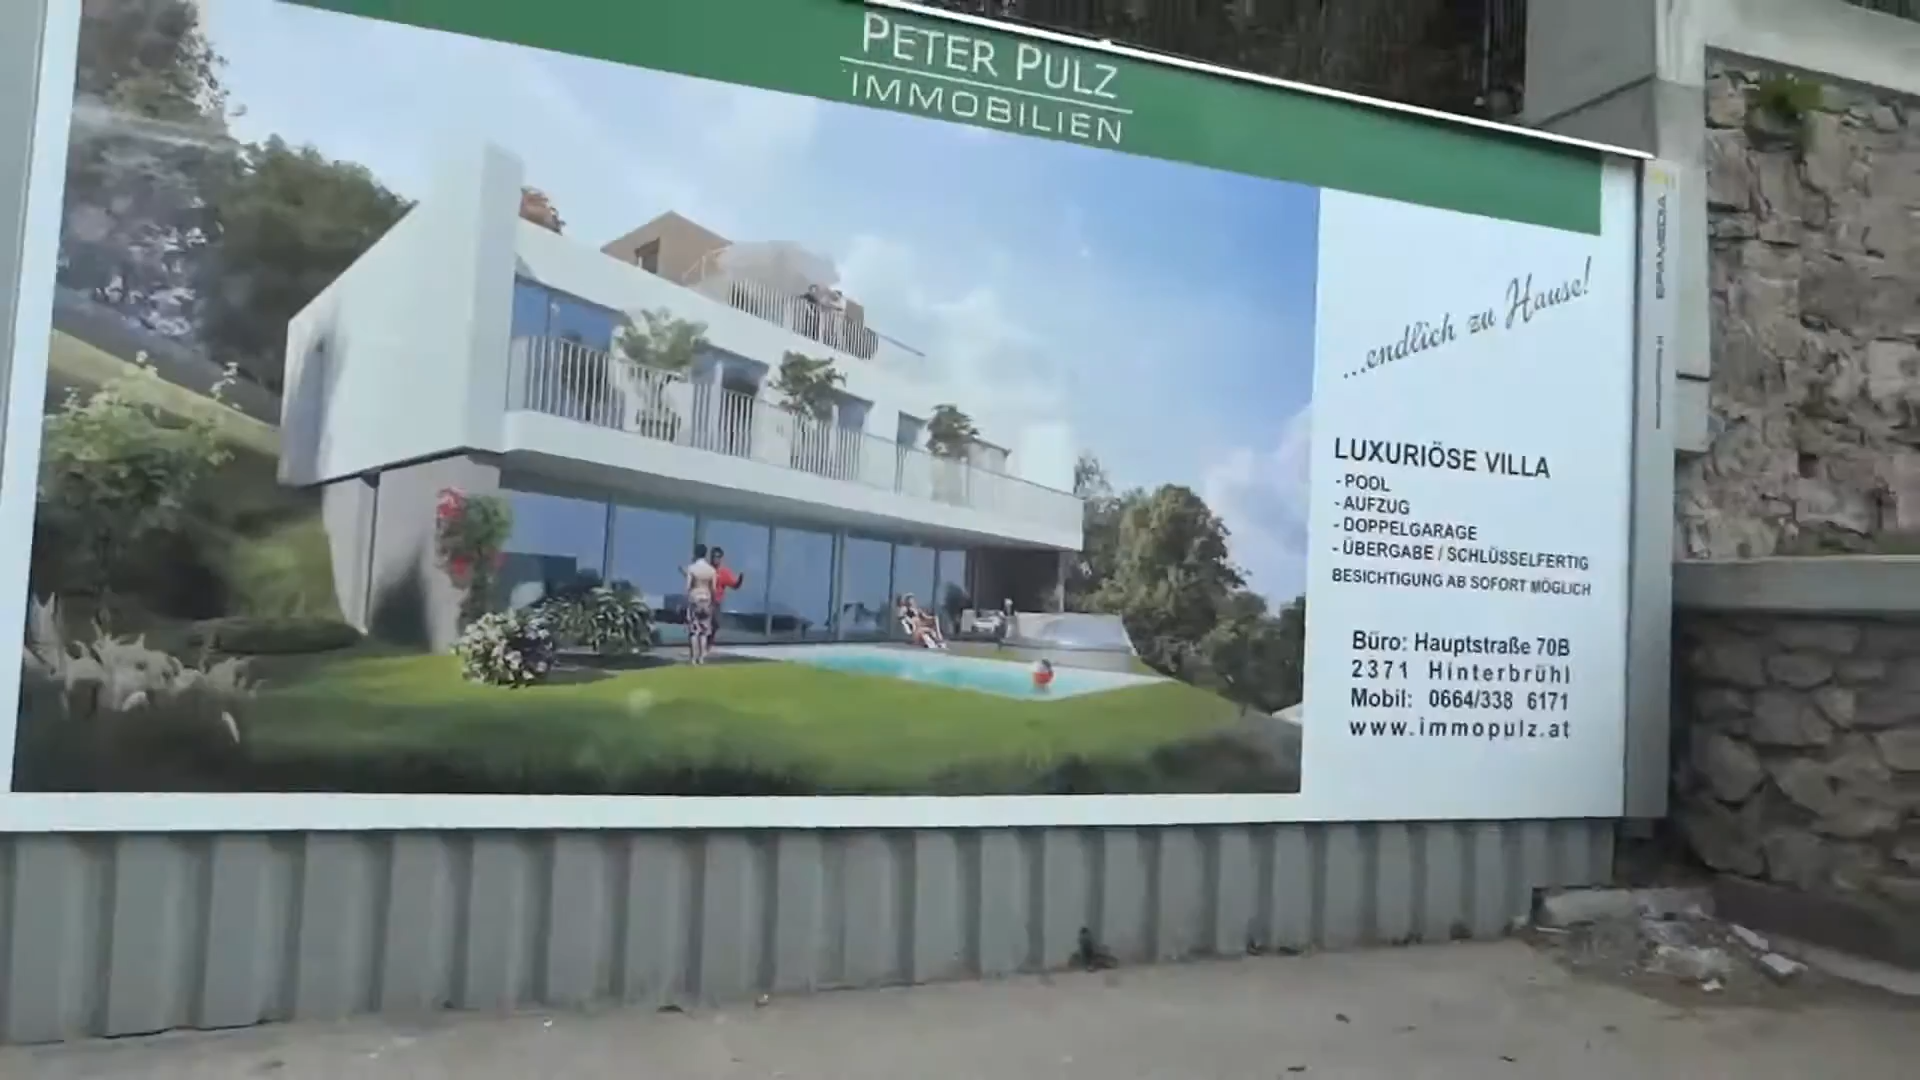 PETER PULZ
IMMOBILIEN
...endlich zu Hause!
LUXURIÖSE VILLA
- POOL
- AUFZUG
- DOPPELGARAGE
- ÜBERGABE / SCHLÜSSELFERTIG
BESICHTIGUNG AB SOFORT MÖGLICH
Büro: Hauptstraße 70B
2371 Hinterbrühl
Mobil: 0664/338 6171
www.immopulz.at
EPAMEDIA